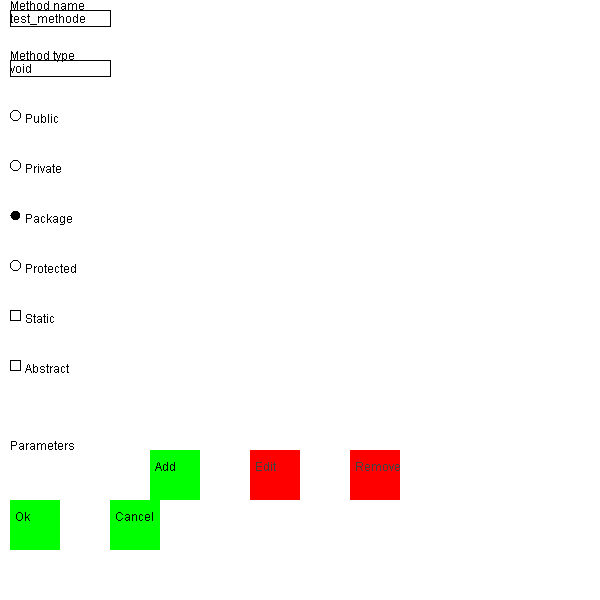 Method name
test_methode
Method type
void
Public
Private
Package
Protected
Static
Abstract
Parameters
Add Edit Remove
Ok Cancel